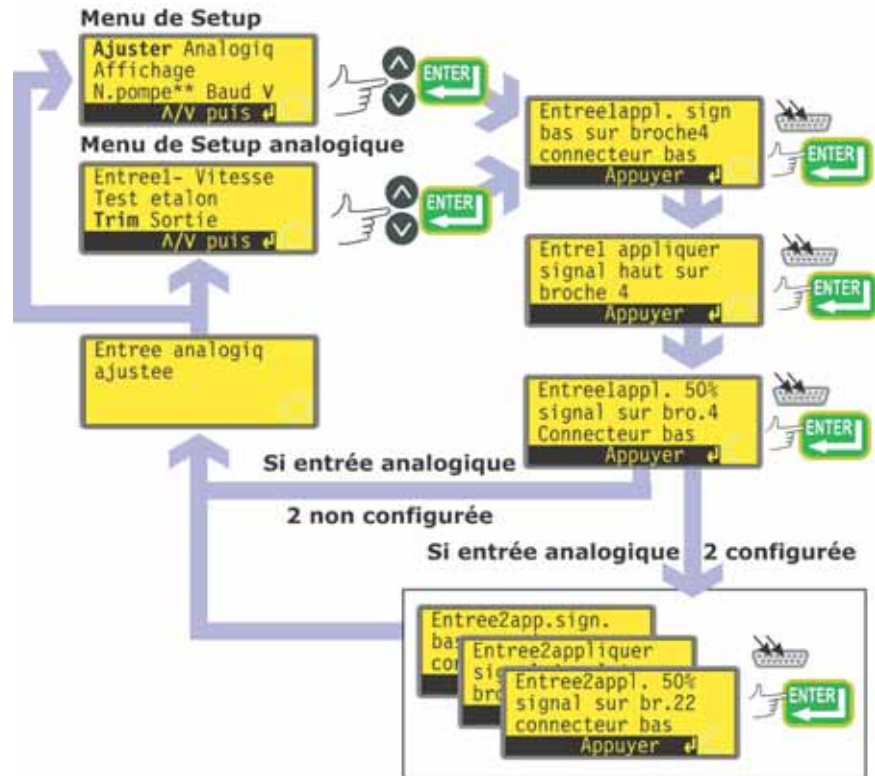 Menu de Setup
Ajuster Analogiq
Affichage
N.pompe** Baud V
Λ/V puis ↲
ENTER
Menu de Setup analogique
Entree1- Vitesse
Test etalon
Trim Sortie
Λ/V puis ↲
ENTER
Entree1appl. sign
bas sur broche4
connecteur bas
Appuyer ↲
ENTER
Entre1 appliquer
signal haut sur
broche 4
Appuyer ↲
ENTER
Entree1appl. 50%
signal sur bro.4
Connecteur bas
Appuyer ↲
ENTER
Entree analogiq
ajustee
Si entrée analogique
2 non configurée
Si entrée analogique 2 configurée
Entree2app.sign.
Entree2appliquer
Entree2appl. 50%
signal sur br.22
connecteur bas
Appuyer ↲
ENTER